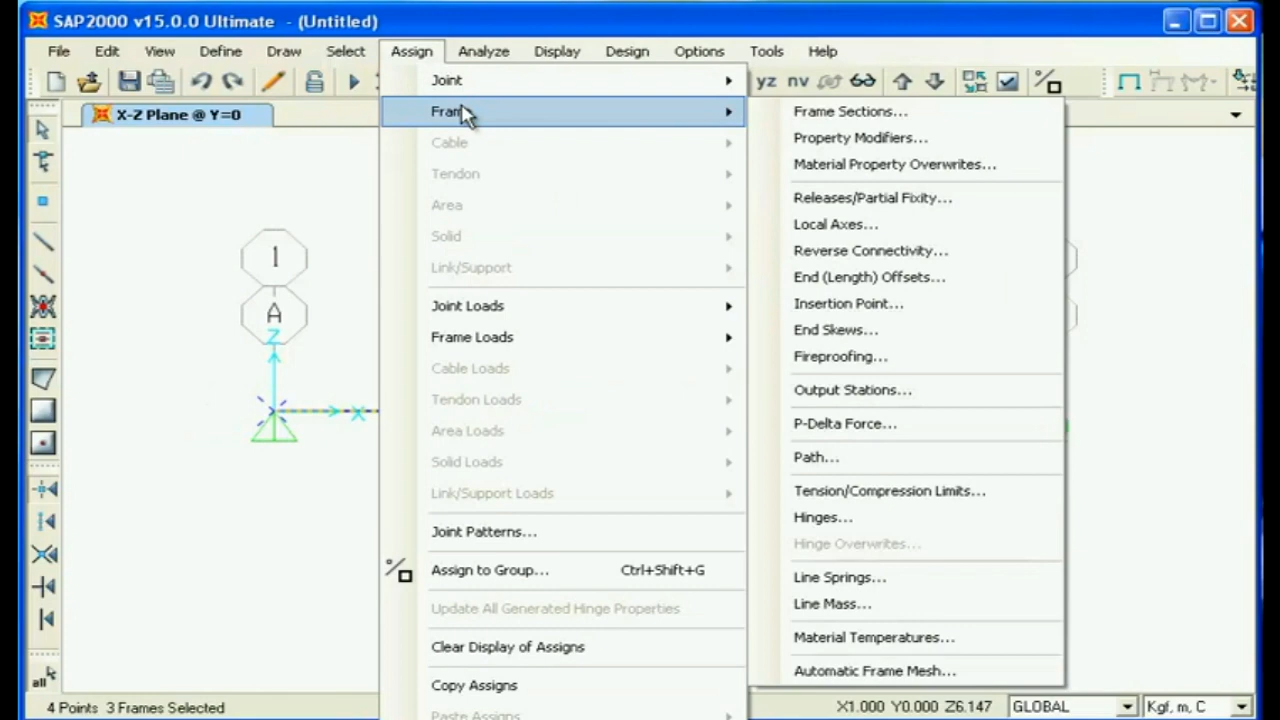 SAP2000 v15.0.0 Ultimate - (Untitled)
File Edit View Define Draw Select Assign Analyze Display Design Options Tools Help
yz nv
X-Z Plane @ Y=0
Joint
Frame
Cable
Tendon
Area
Solid
Link/Support
Joint Loads
Frame Loads
Cable Loads
Tendon Loads
Area Loads
Solid Loads
Link/Support Loads
Joint Patterns...
Assign to Group... Ctrl+Shift+G
Update All Generated Hinge Properties
Clear Display of Assigns
Copy Assigns
Paste Assigns
Frame Sections...
Property Modifiers...
Material Property Overwrites...
Releases/Partial Fixity...
Local Axes...
Reverse Connectivity...
End (Length) Offsets...
Insertion Point...
End Skews...
Fireproofing...
Output Stations...
P-Delta Force...
Path...
Tension/Compression Limits...
Hinges...
Hinge Overwrites...
Line Springs...
Line Mass...
Material Temperatures...
Automatic Frame Mesh...
1
A
Z
X
all
4 Points 3 Frames Selected
X1.000 Y0.000 Z6.147
GLOBAL
Kgf, m, C